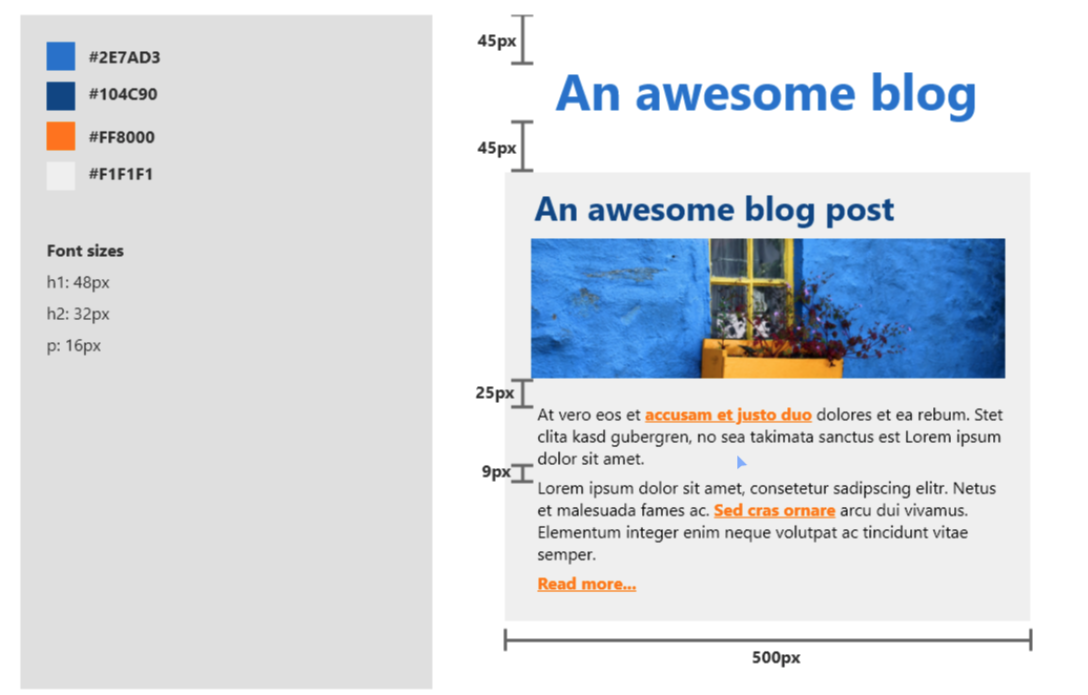 #2E7AD3
#104C90
#FF8000
#F1F1F1
Font sizes
h1: 48px
h2: 32px
p: 16px
45px
An awesome blog
45px
An awesome blog post
25px
At vero eos et accusam et justo duo dolores et ea rebum. Stet
clita kasd gubergren, no sea takimata sanctus est Lorem ipsum
dolor sit amet.
9px
Lorem ipsum dolor sit amet, consetetur sadipscing elitr. Netus
et malesuada fames ac. Sed cras ornare arcu dui vivamus.
Elementum integer enim neque volutpat ac tincidunt vitae
semper.
Read more...
500px